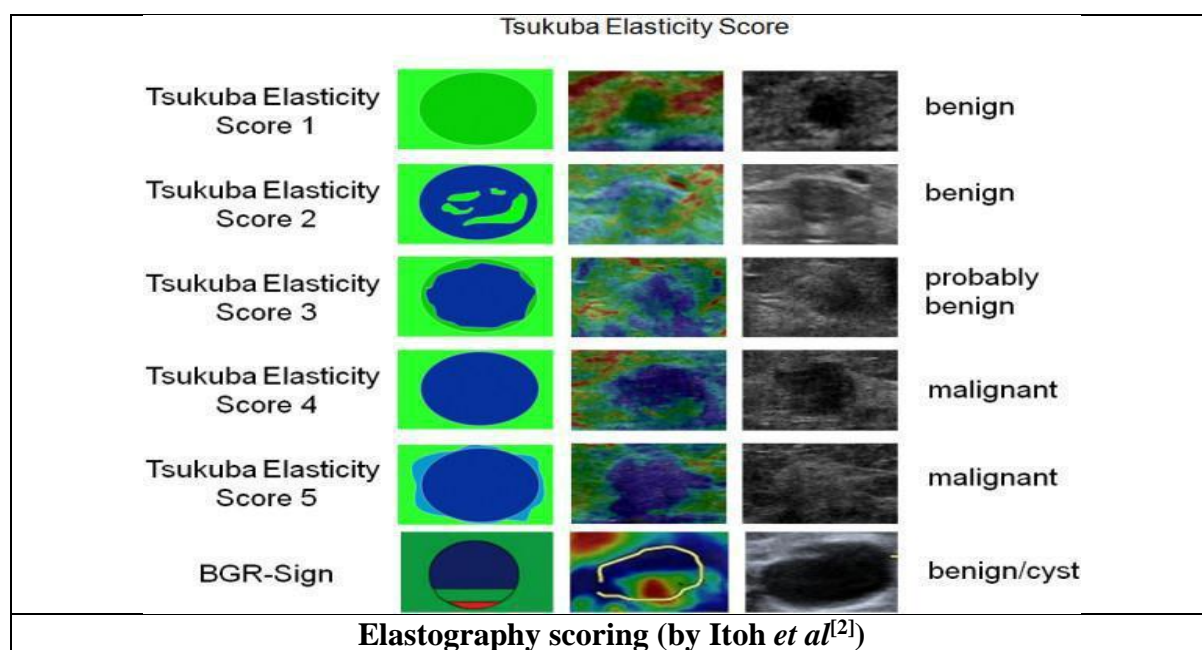 Tsukuba Elasticity Score
Tsukuba Elasticity
Score 1
benign
Tsukuba Elasticity
Score 2
benign
Tsukuba Elasticity
Score 3
probably
benign
Tsukuba Elasticity
Score 4
malignant
Tsukuba Elasticity
Score 5
malignant
BGR-Sign
benign/cyst
Elastography scoring (by Itoh et al[2])